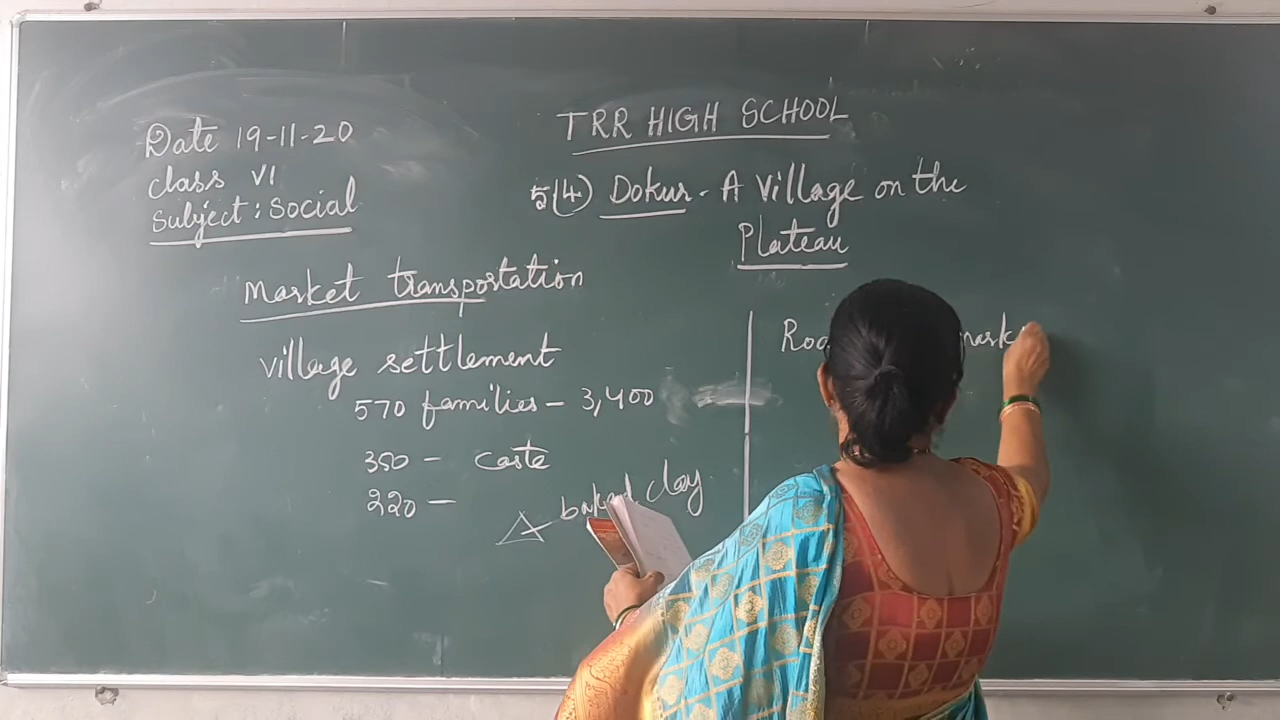 TRR HIGH SCHOOL
Date 19-11-20
class VI
Subject: Social
5(4) Dokur - A village on the
Plateau
Market transportation
village settlement
570 families - 3,400
350 - caste
220 -
baked clay